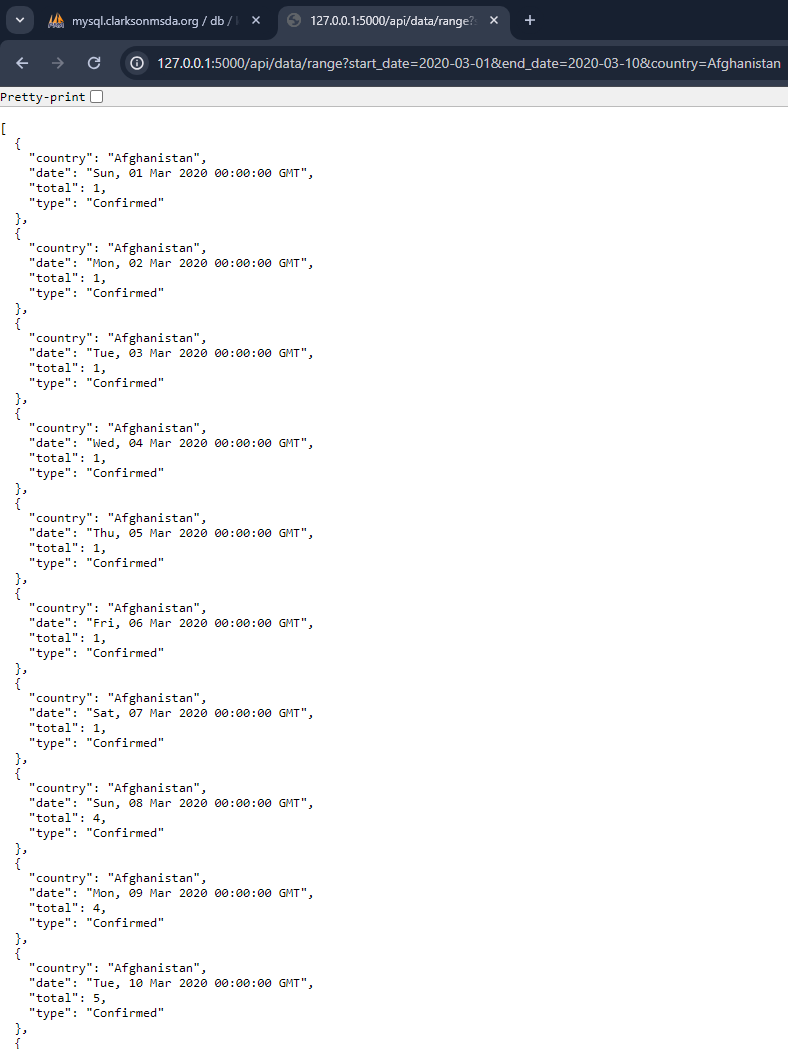 mysql.clarksonmsda.org / db /
127.0.0.1:5000/api/data/range?
127.0.0.1:5000/api/data/range?start_date=2020-03-01&end_date=2020-03-10&country=Afghanistan
Pretty-print
[
  {
    "country": "Afghanistan",
    "date": "Sun, 01 Mar 2020 00:00:00 GMT",
    "total": 1,
    "type": "Confirmed"
  },
  {
    "country": "Afghanistan",
    "date": "Mon, 02 Mar 2020 00:00:00 GMT",
    "total": 1,
    "type": "Confirmed"
  },
  {
    "country": "Afghanistan",
    "date": "Tue, 03 Mar 2020 00:00:00 GMT",
    "total": 1,
    "type": "Confirmed"
  },
  {
    "country": "Afghanistan",
    "date": "Wed, 04 Mar 2020 00:00:00 GMT",
    "total": 1,
    "type": "Confirmed"
  },
  {
    "country": "Afghanistan",
    "date": "Thu, 05 Mar 2020 00:00:00 GMT",
    "total": 1,
    "type": "Confirmed"
  },
  {
    "country": "Afghanistan",
    "date": "Fri, 06 Mar 2020 00:00:00 GMT",
    "total": 1,
    "type": "Confirmed"
  },
  {
    "country": "Afghanistan",
    "date": "Sat, 07 Mar 2020 00:00:00 GMT",
    "total": 1,
    "type": "Confirmed"
  },
  {
    "country": "Afghanistan",
    "date": "Sun, 08 Mar 2020 00:00:00 GMT",
    "total": 4,
    "type": "Confirmed"
  },
  {
    "country": "Afghanistan",
    "date": "Mon, 09 Mar 2020 00:00:00 GMT",
    "total": 4,
    "type": "Confirmed"
  },
  {
    "country": "Afghanistan",
    "date": "Tue, 10 Mar 2020 00:00:00 GMT",
    "total": 5,
    "type": "Confirmed"
  },
  {